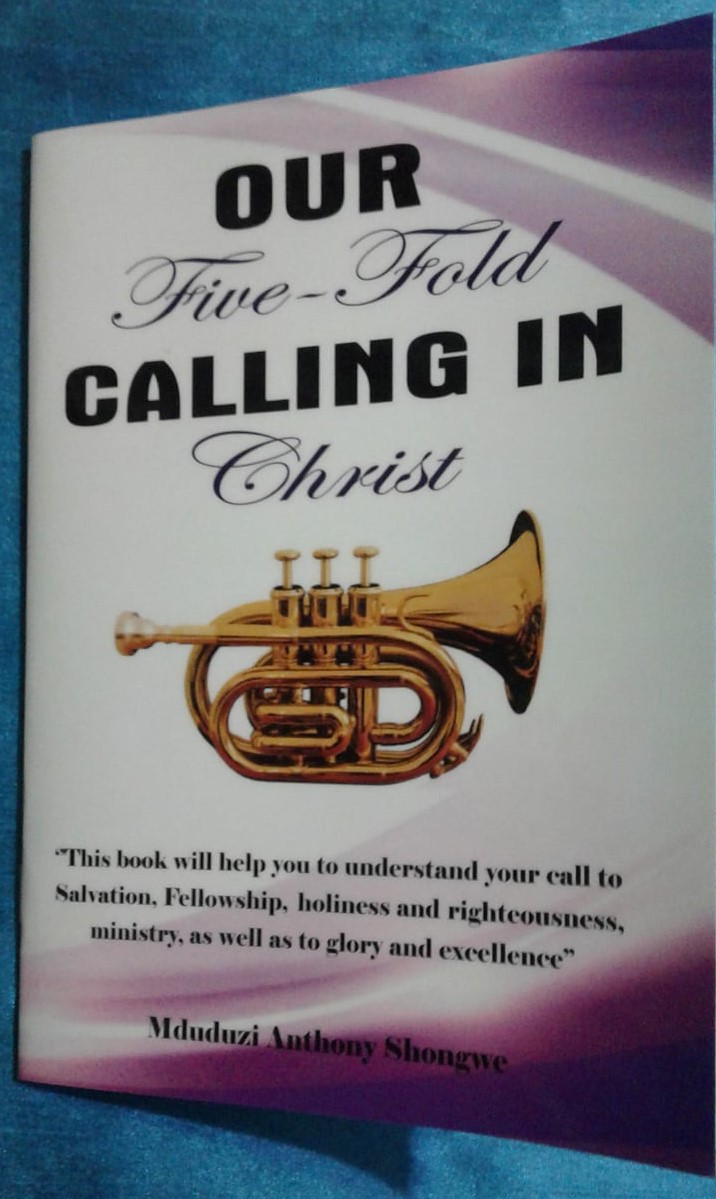 OUR
Five-Fold
CALLING IN
Christ
"This book will help you to understand your call to
Salvation, Fellowship, holiness and righteousness,
ministry, as well as to glory and excellence"
Mduduzi Anthony Shongwe